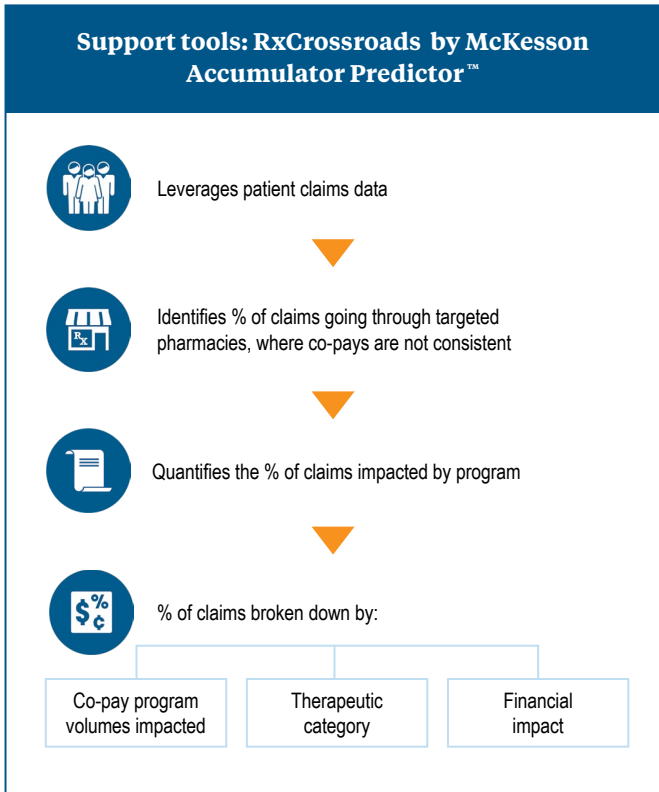 Support tools: RxCrossroads by McKesson
Accumulator Predictor™
Leverages patient claims data
Identifies % of claims going through targeted
pharmacies, where co-pays are not consistent
Rx
Quantifies the % of claims impacted by program
$%¢
% of claims broken down by:
Co-pay program
volumes impacted
Therapeutic
category
Financial
impact